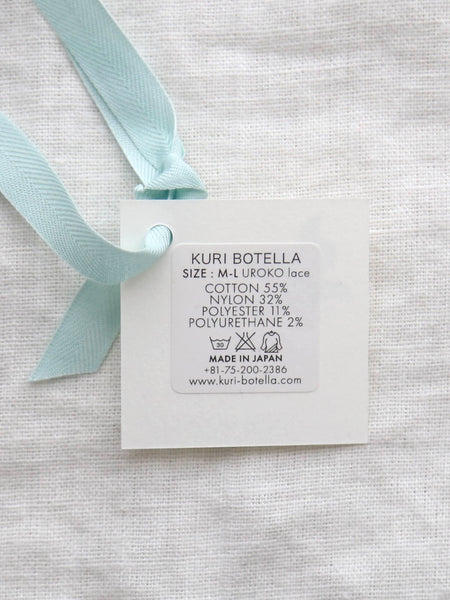 KURI BOTELLA
SIZE : M-L UROKO lace
COTTON 55%
NYLON 32%
POLYESTER 11%
POLYURETHANE 2%
30
MADE IN JAPAN
+81-75-200-2386
www.kuri-botella.com